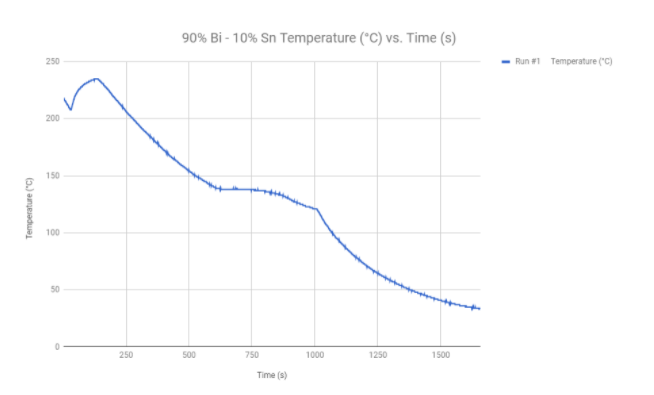 90% Bi - 10% Sn Temperature (°C) vs. Time (s)
Run #1 Temperature (°C)
250
200
150
100
50
0
Temperature (°C)
250 500 750 1000 1250 1500
Time (s)